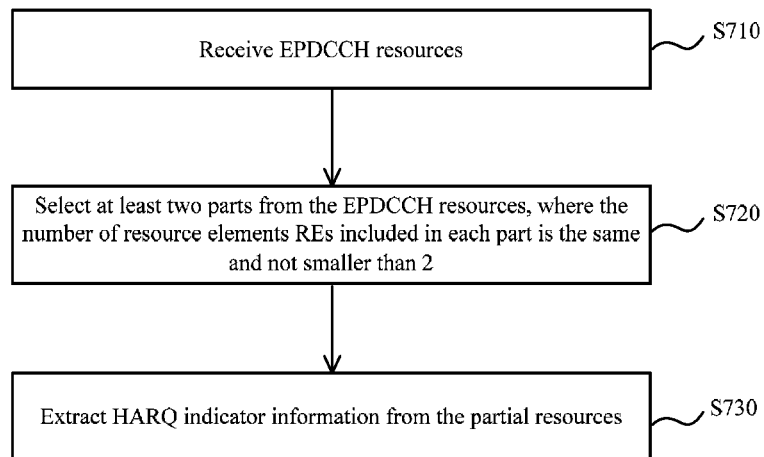 Receive EPDCCH resources
S710
Select at least two parts from the EPDCCH resources, where the
number of resource elements REs included in each part is the same
and not smaller than 2
S720
Extract HARQ indicator information from the partial resources
S730